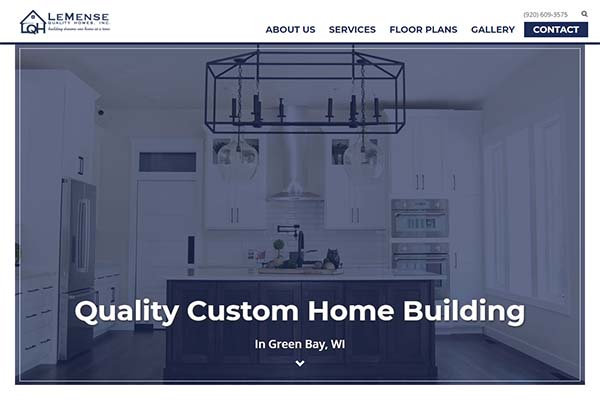 LEMENSE
QUALITY HOMES, INC.
building dreams one home at a time
QH
(920) 609-3575
ABOUT US SERVICES FLOOR PLANS GALLERY CONTACT
Quality Custom Home Building
In Green Bay, WI